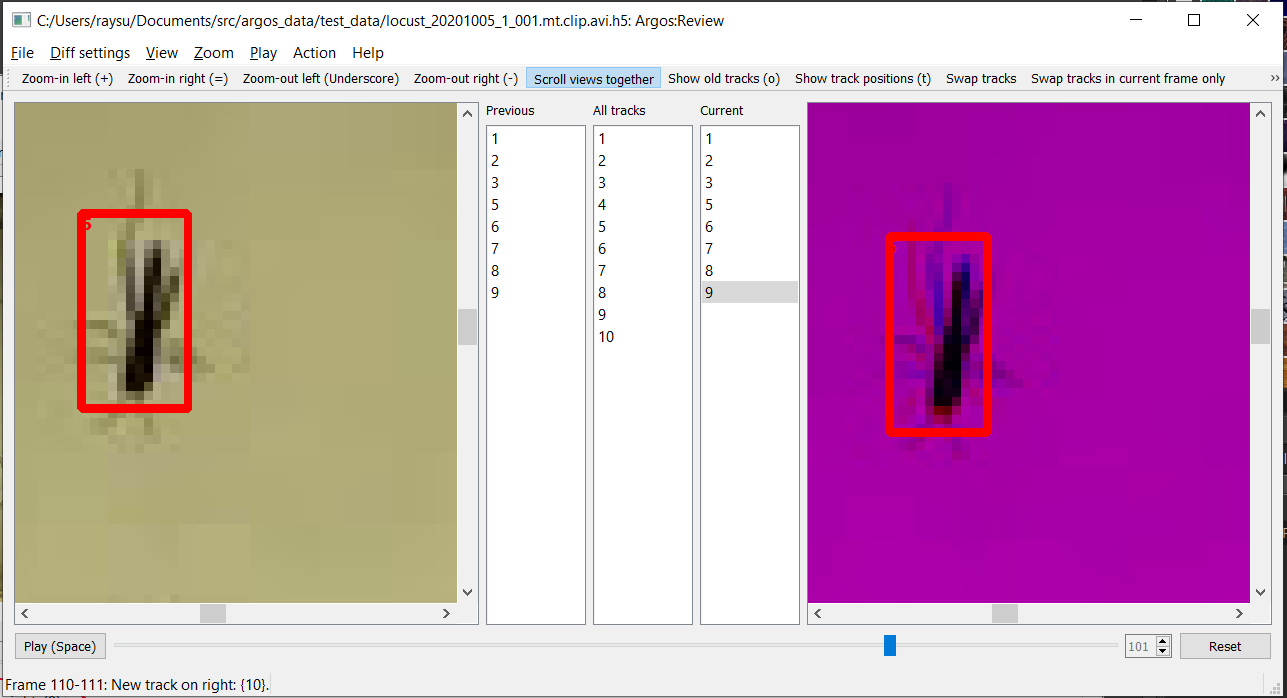 C:/Users/raysu/Documents/src/argos_data/test_data/locust_20201005_1_001.mt.clip.avi.h5: Argos:Review
File Diff settings View Zoom Play Action Help
Zoom-in left (+) Zoom-in right (=) Zoom-out left (Underscore) Zoom-out right (-) Scroll views together Show old tracks (o) Show track positions (t) Swap tracks Swap tracks in current frame only »
Previous All tracks Current
1 1 1
2 2 2
3 3 3
5 4 5
6 5 6
7 6 7
8 7 8
9 8 9
9
10
5
Play (Space) 101 Reset
Frame 110-111: New track on right: {10}.